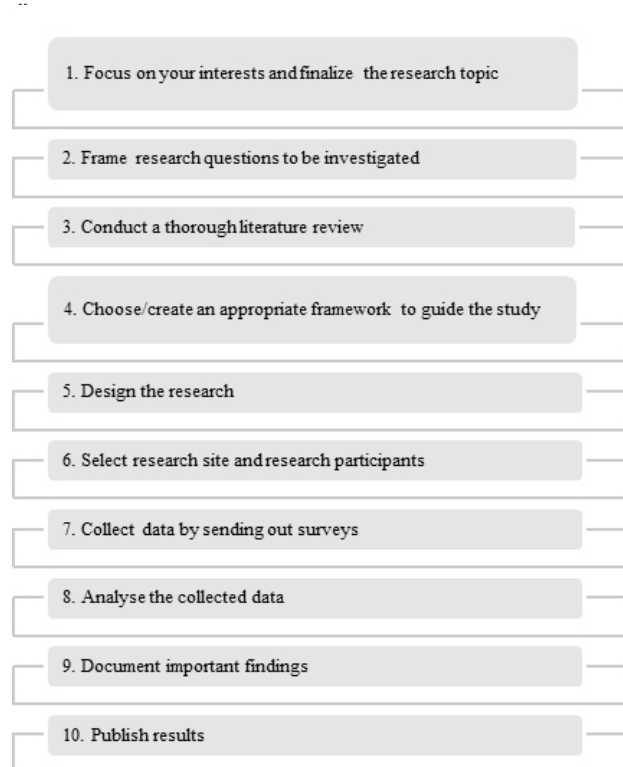 1. Focus on your interests and finalize the research topic
2. Frame research questions to be investigated
3. Conduct a thorough literature review
4. Choose/create an appropriate framework to guide the study
5. Design the research
6. Select research site and research participants
7. Collect data by sending out surveys
8. Analyse the collected data
9. Document important findings
10. Publish results